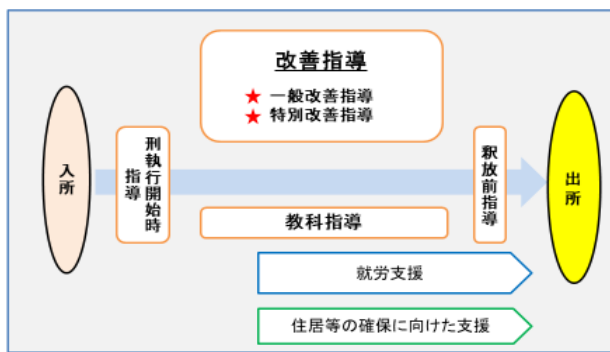 改善指導
★ 一般改善指導
★ 特別改善指導
入所
刑執行開始時
指導
釈放前指導
出所
教科指導
就労支援
住居等の確保に向けた支援